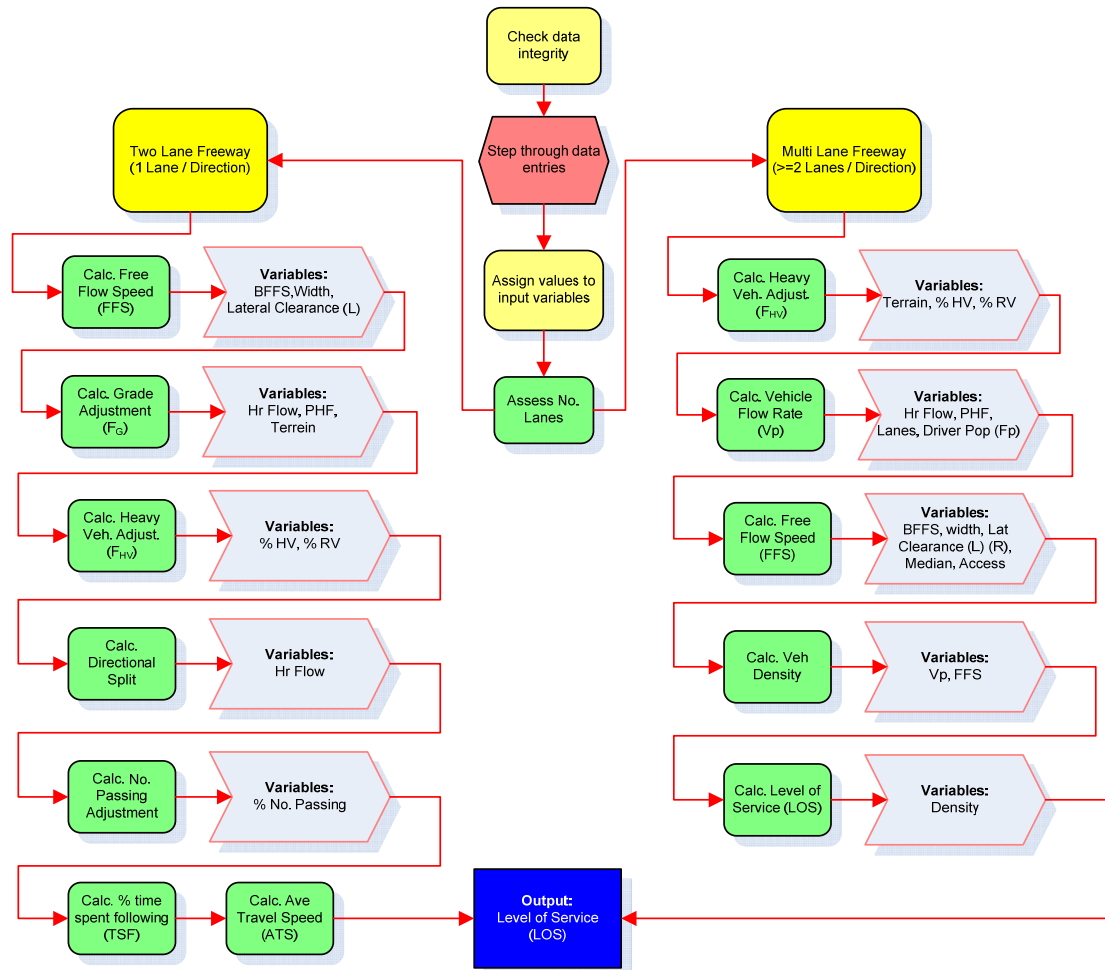 Check data
integrity
Step through data
entries
Assign values to
input variables
Assess No.
Lanes
Two Lane Freeway
(1 Lane / Direction)
Calc. Free
Flow Speed
(FFS)
Variables:
BFFS,Width,
Lateral Clearance (L)
Calc. Grade
Adjustment
(FG)
Variables:
Hr Flow, PHF,
Terrein
Calc. Heavy
Veh. Adjust.
(FHV)
Variables:
% HV, % RV
Calc.
Directional
Split
Variables:
Hr Flow
Calc. No.
Passing
Adjustment
Variables:
% No. Passing
Calc. % time
spent following
(TSF)
Calc. Ave
Travel Speed
(ATS)
Multi Lane Freeway
(>=2 Lanes / Direction)
Calc. Heavy
Veh. Adjust.
(FHV)
Variables:
Terrain, % HV, % RV
Calc. Vehicle
Flow Rate
(Vp)
Variables:
Hr Flow, PHF,
Lanes, Driver Pop (Fp)
Calc. Free
Flow Speed
(FFS)
Variables:
BFFS, width, Lat
Clearance (L) (R),
Median, Access
Calc. Veh
Density
Variables:
Vp, FFS
Calc. Level of
Service (LOS)
Variables:
Density
Output:
Level of Service
(LOS)